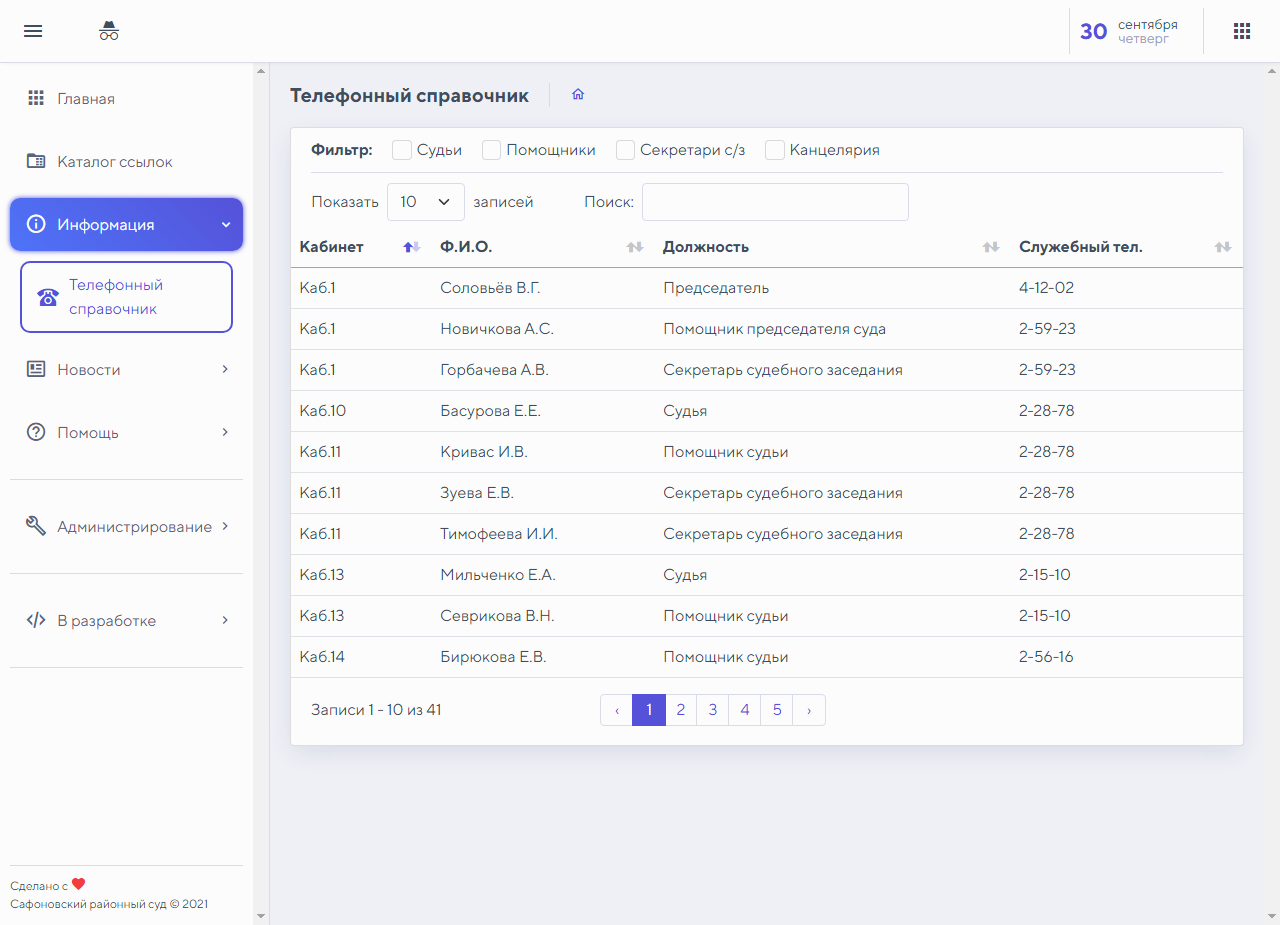 30 сентября
четверг
Главная
Каталог ссылок
Информация
Телефонный
справочник
Новости
Помощь
Администрирование
В разработке
Сделано с ❤
Сафоновский районный суд © 2021
Телефонный справочник
Фильтр: Судьи Помощники Секретари с/з Канцелярия
Показать 10 записей Поиск:
Кабинет Ф.И.О. Должность Служебный тел.
Каб.1 Соловьёв В.Г. Председатель 4-12-02
Каб.1 Новичкова А.С. Помощник председателя суда 2-59-23
Каб.1 Горбачева А.В. Секретарь судебного заседания 2-59-23
Каб.10 Басурова Е.Е. Судья 2-28-78
Каб.11 Кривас И.В. Помощник судьи 2-28-78
Каб.11 Зуева Е.В. Секретарь судебного заседания 2-28-78
Каб.11 Тимофеева И.И. Секретарь судебного заседания 2-28-78
Каб.13 Мильченко Е.А. Судья 2-15-10
Каб.13 Севрикова В.Н. Помощник судьи 2-15-10
Каб.14 Бирюкова Е.В. Помощник судьи 2-56-16
Записи 1 - 10 из 41 ‹ 1 2 3 4 5 ›